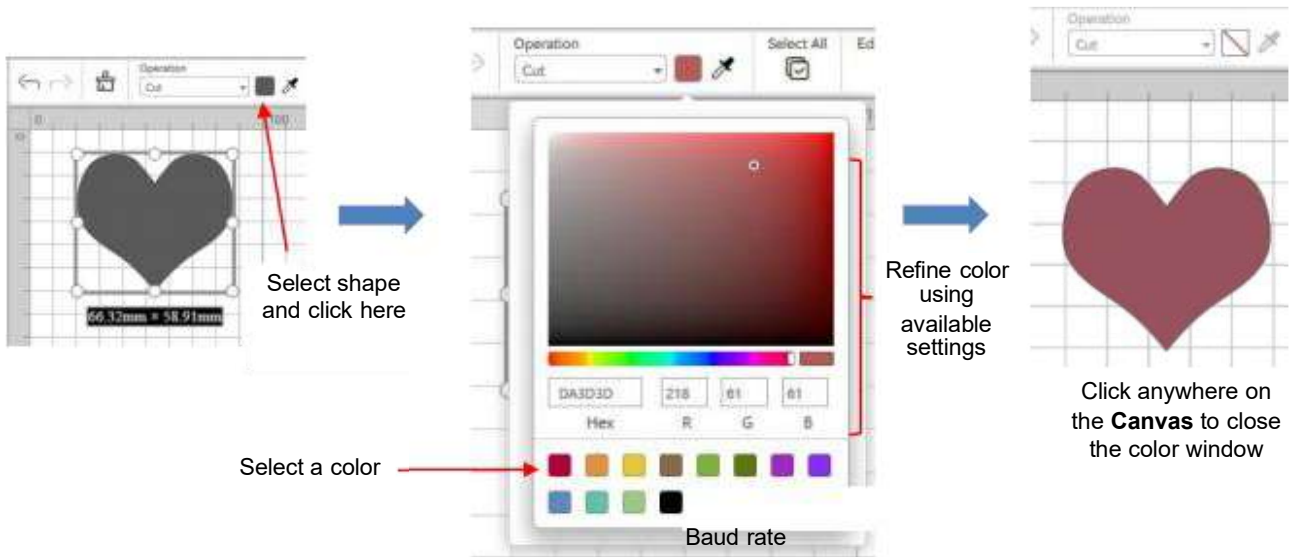 Operation
Cut
0
100
66.32mm × 58.91mm
Select shape
and click here
Operation
Cut
Select All
Ed
DA3D3D
218
61
61
Hex
R
G
B
Select a color
Baud rate
Refine color
using
available
settings
Operation
Cut
Click anywhere on
the Canvas to close
the color window